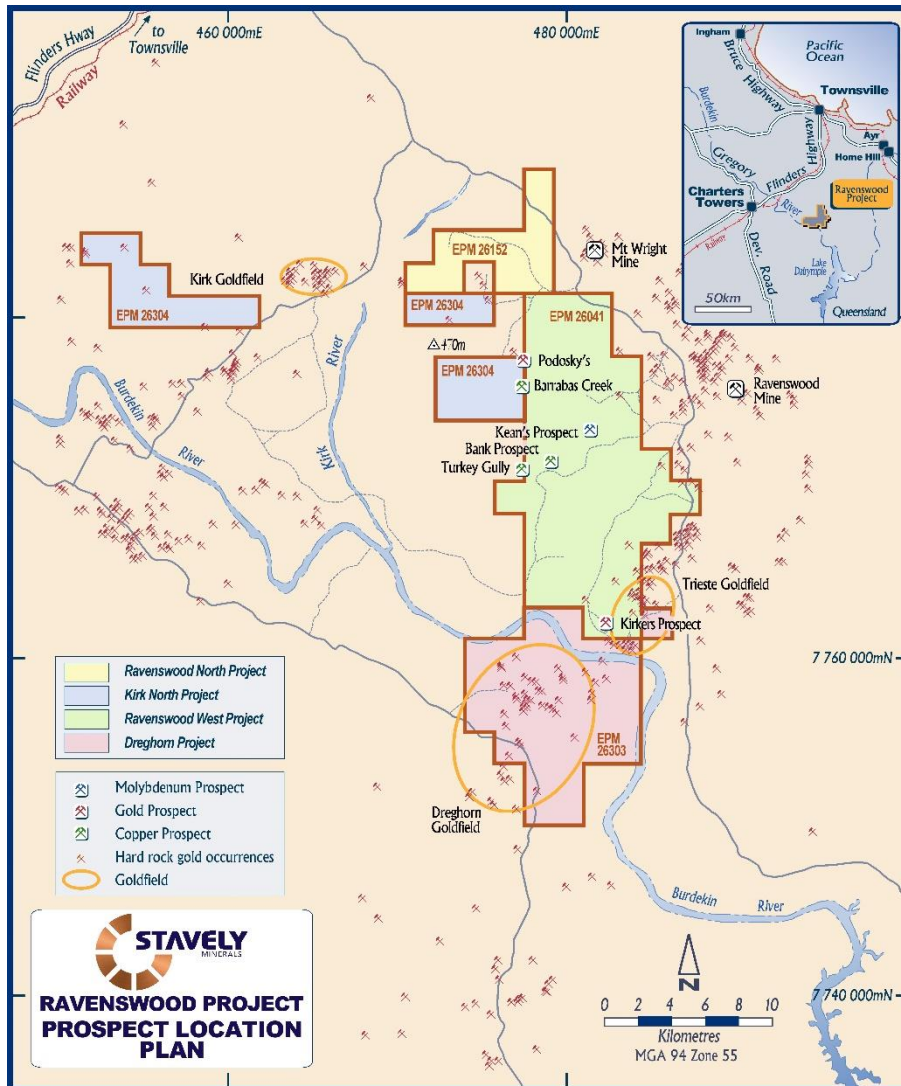 460 000mE
480 000mE
to
Townsville
Flinders Hway
Railway
Ingham
Bruce
Highway
Pacific
Ocean
Townsville
Burdekin
Ayr
Home Hill
Gregory
Flinders
Highway
River
Charters
Towers
Ravenswood
Project
Railway
Dev. Road
Lake
Dalrymple
50km
Queensland
EPM 26152
Mt Wright
Mine
Kirk Goldfield
EPM 26304
EPM 26304
EPM 26041
470m
EPM 26304
Podosky's
Barrabas Creek
Ravenswood
Mine
Burdekin
River
Kirk
River
Kean's Prospect
Bank Prospect
Turkey Gully
Trieste Goldfield
Kirkers Prospect
7 760 000mN
EPM
26303
Dreghorn
Goldfield
Ravenswood North Project
Kirk North Project
Ravenswood West Project
Dreghorn Project
Molybdenum Prospect
Gold Prospect
Copper Prospect
Hard rock gold occurrences
Goldfield
Burdekin
River
STAVELY
MINERALS
RAVENSWOOD PROJECT
PROSPECT LOCATION
PLAN
N
7 740 000mN
0 2 4 6 8 10
Kilometres
MGA 94 Zone 55